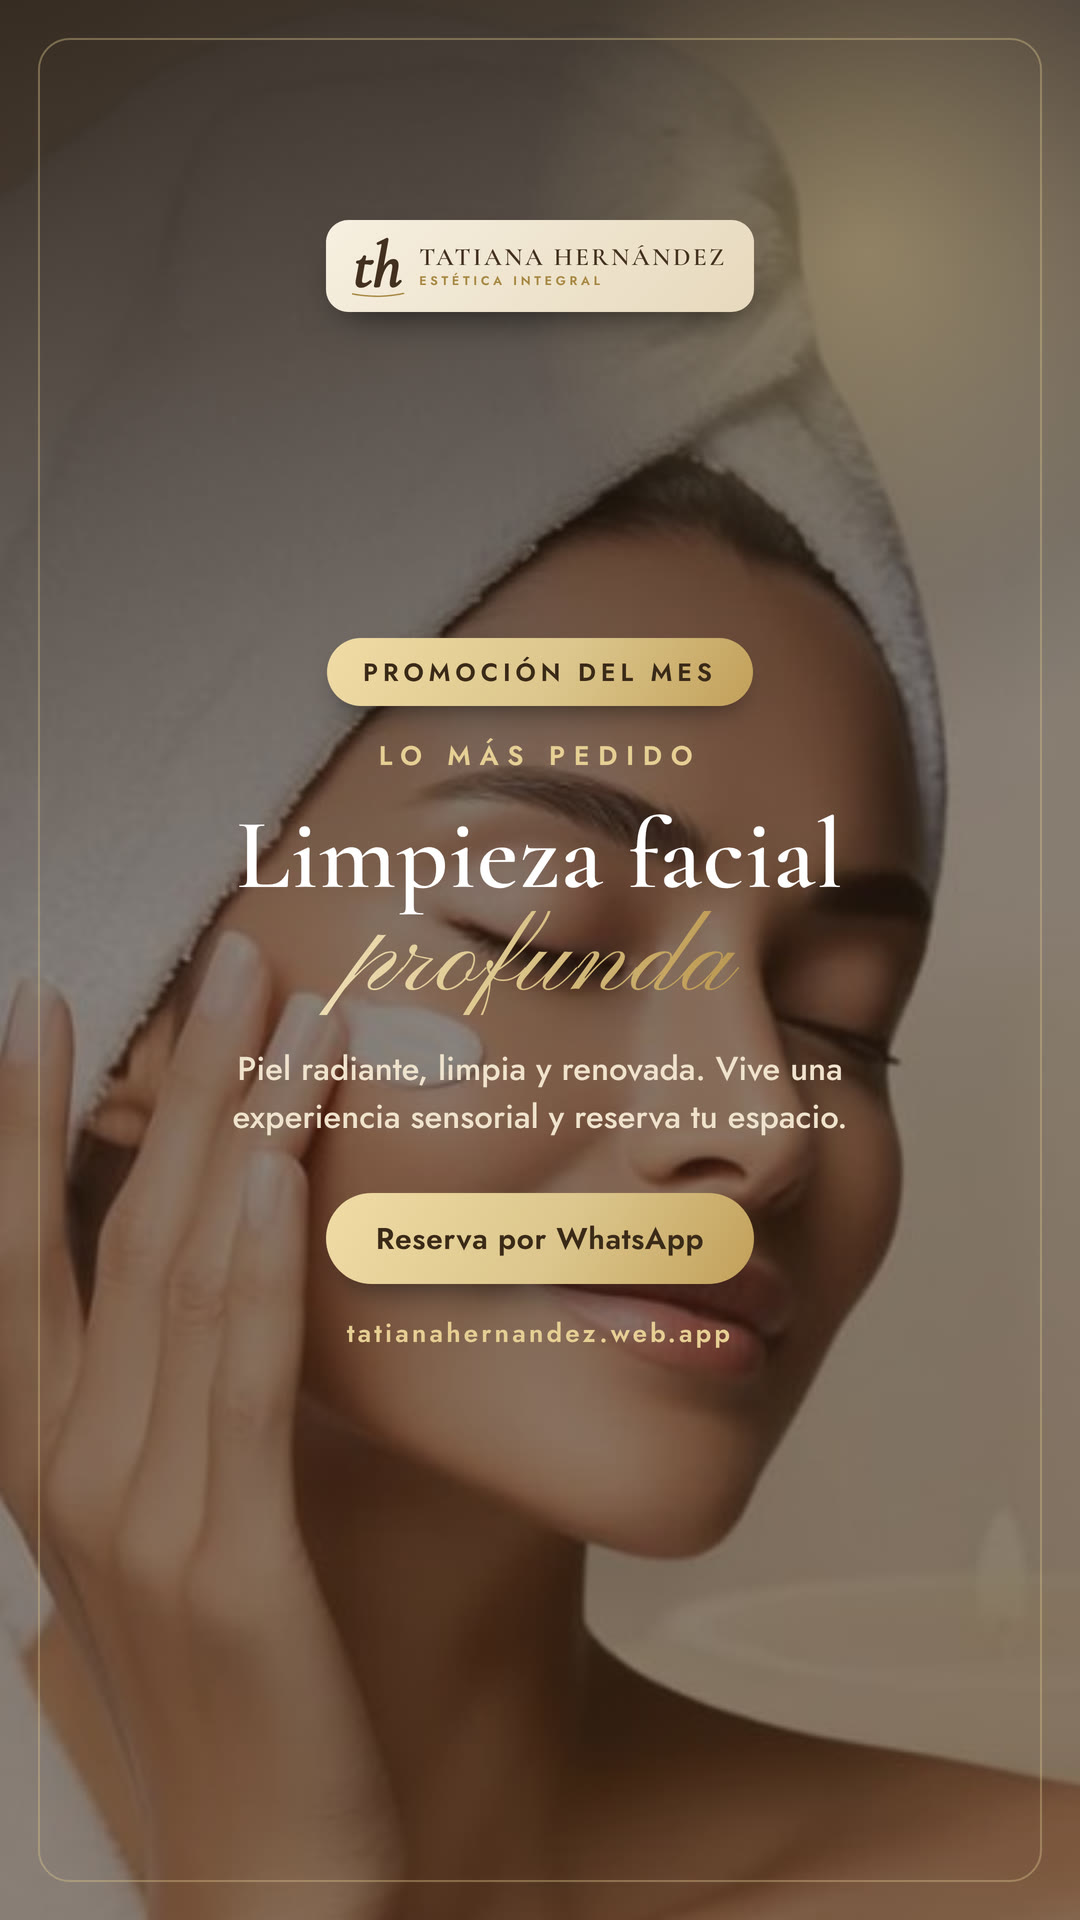 th
TATIANA HERNÁNDEZ
ESTÉTICA INTEGRAL
PROMOCIÓN DEL MES
LO MÁS PEDIDO
Limpieza facial
profunda
Piel radiante, limpia y renovada. Vive una
experiencia sensorial y reserva tu espacio.
Reserva por WhatsApp
tatianahernandez.web.app